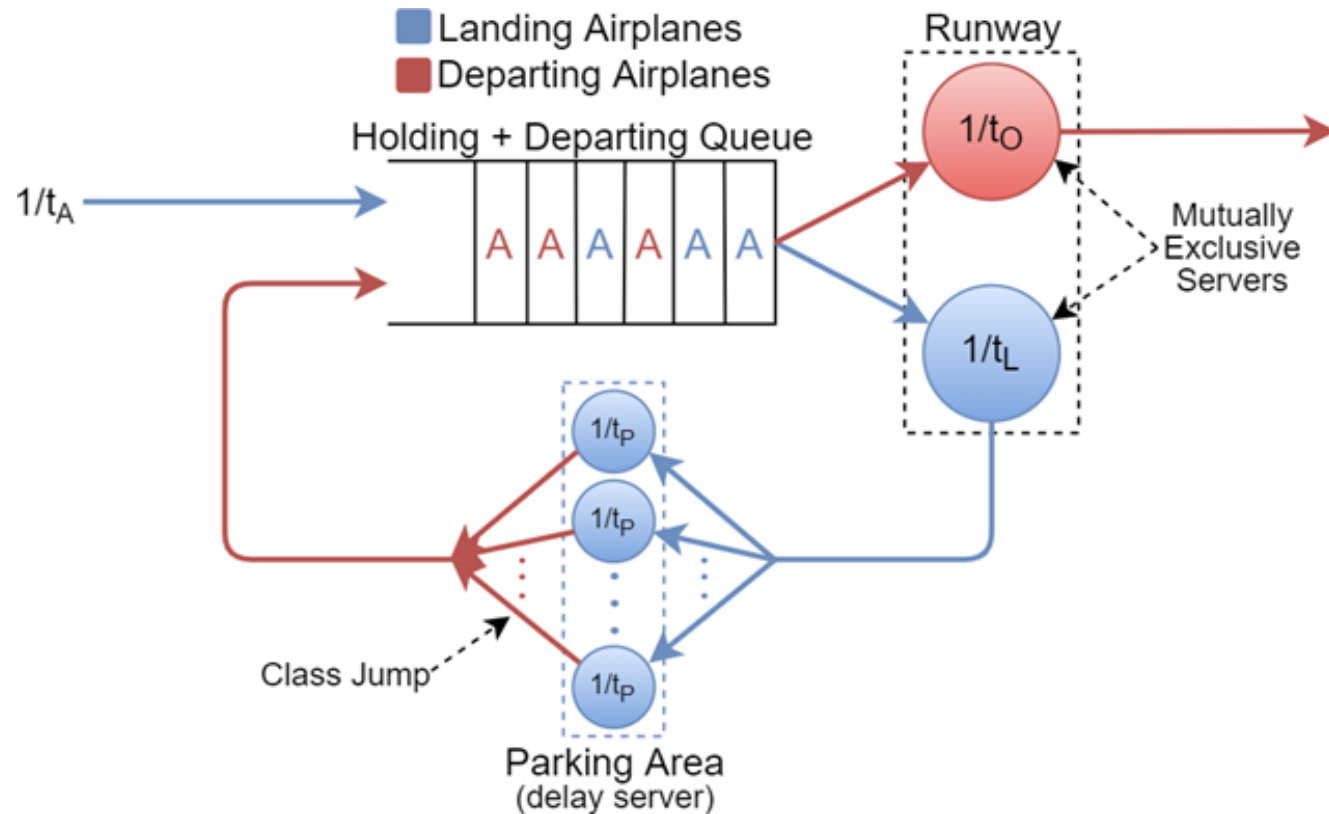 Landing Airplanes
Departing Airplanes
Runway
Holding + Departing Queue
1/tO
1/tA
A A A A A A
Mutually
Exclusive
Servers
1/tL
1/tP
1/tP
1/tP
Class Jump
Parking Area
(delay server)